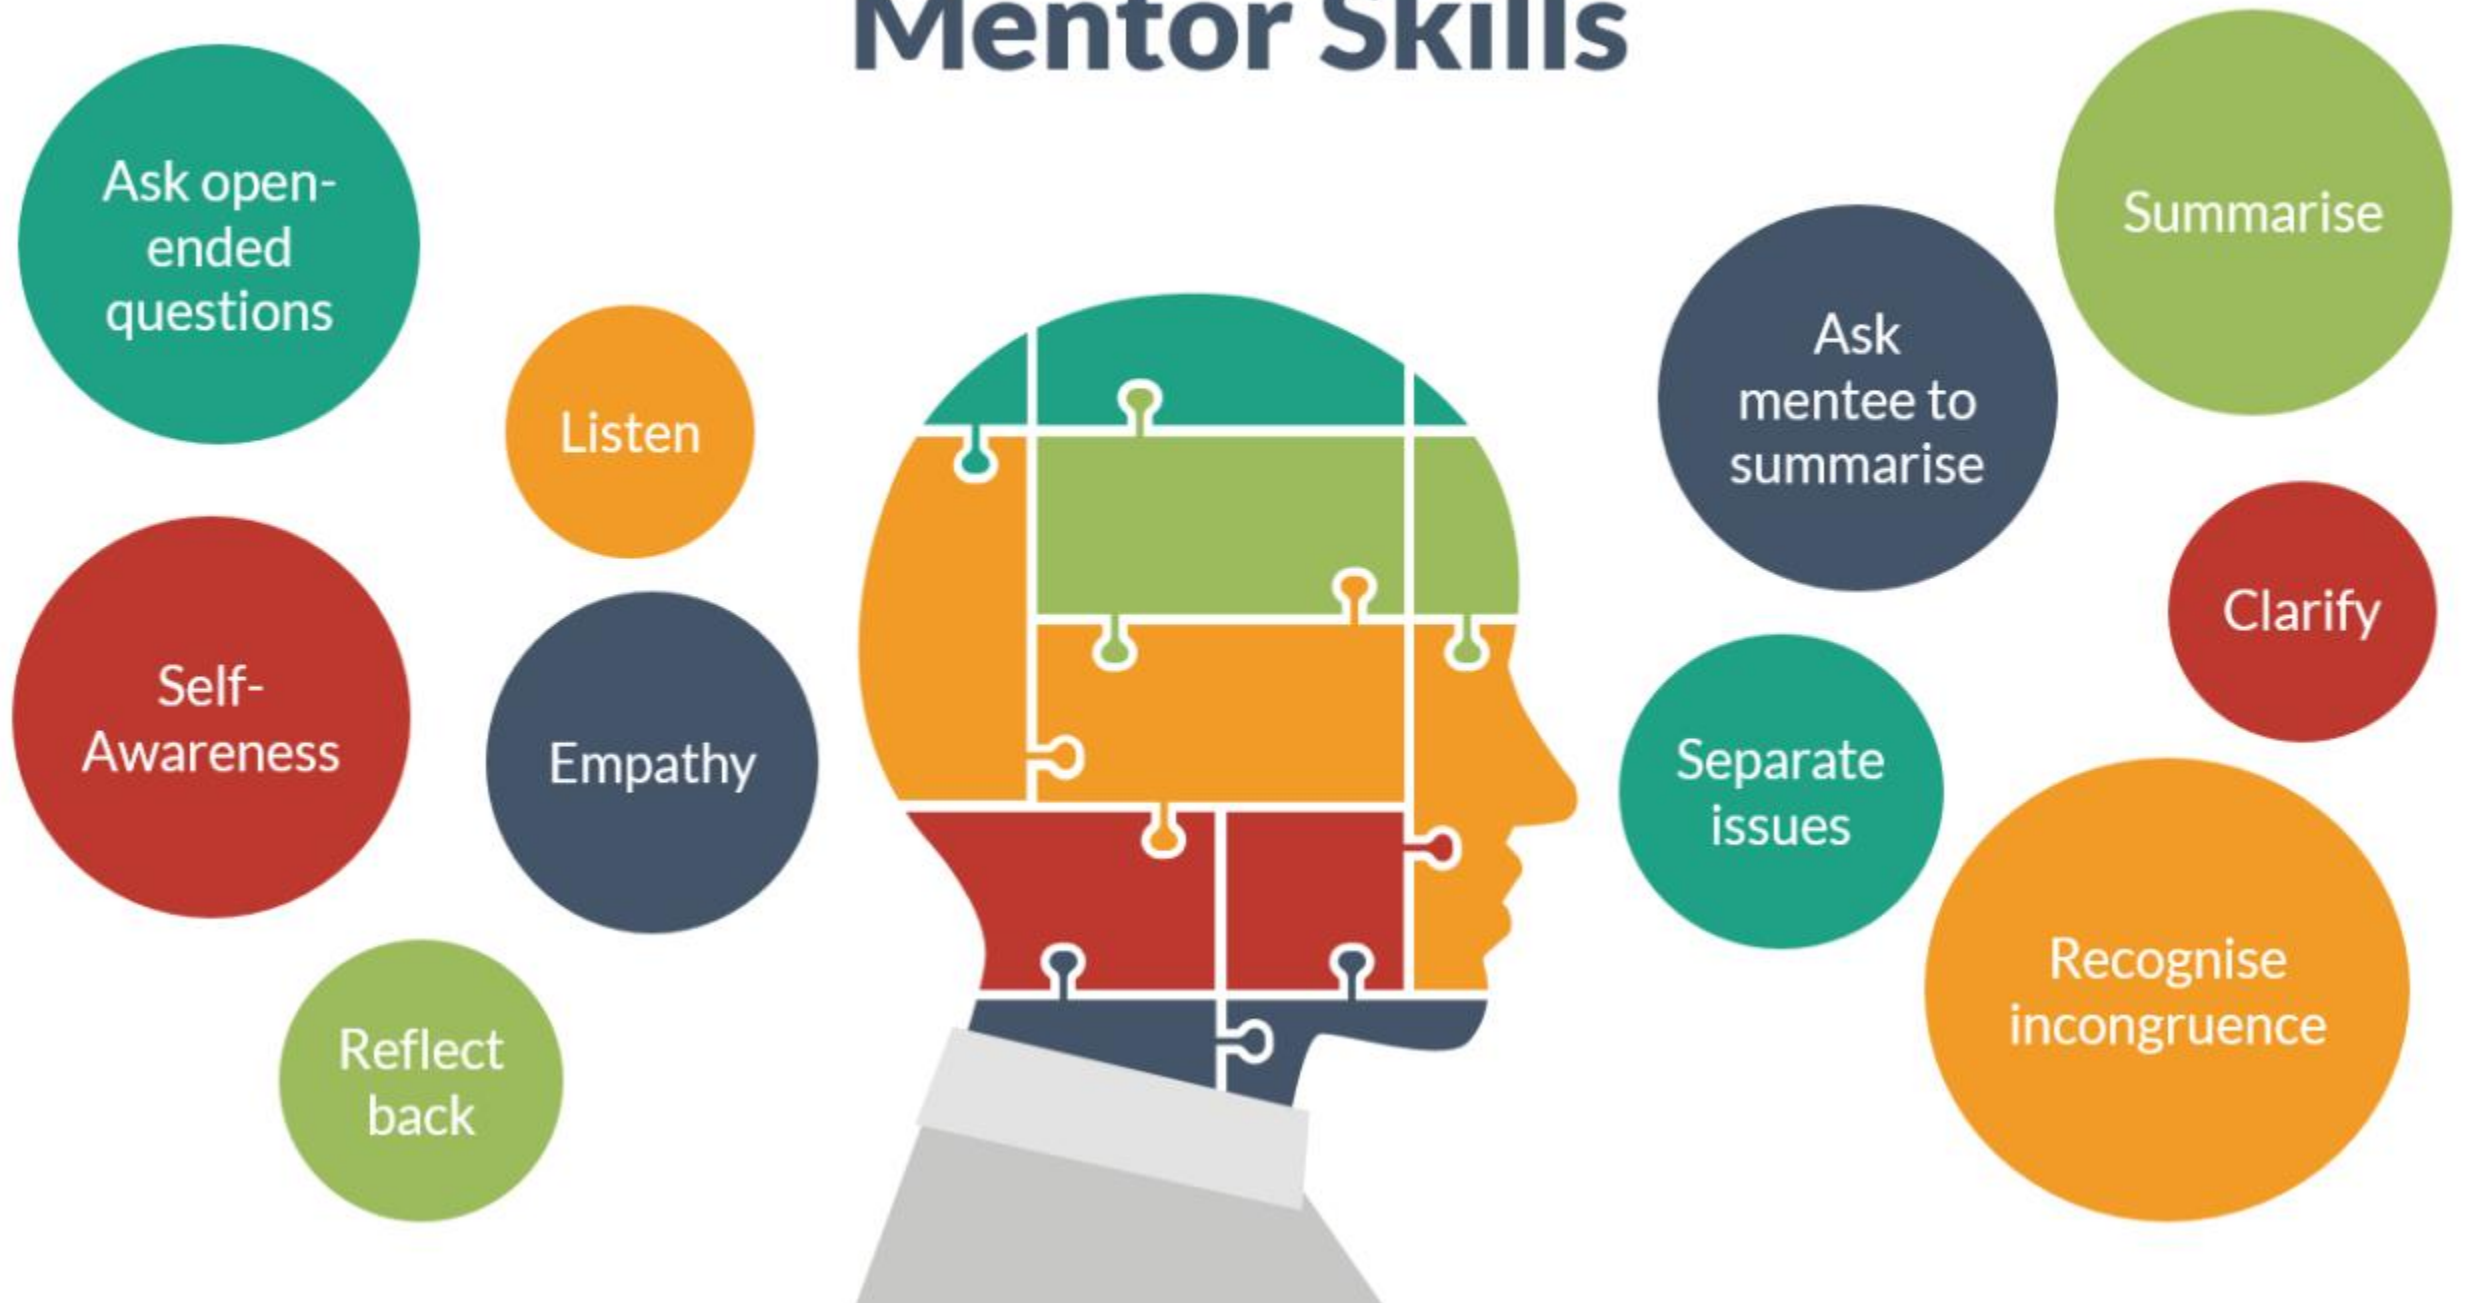 Mentor Skills
Ask open-
ended
questions
Listen
Self-
Awareness
Empathy
Reflect
back
Summarise
Ask
mentee to
summarise
Clarify
Separate
issues
Recognise
incongruence